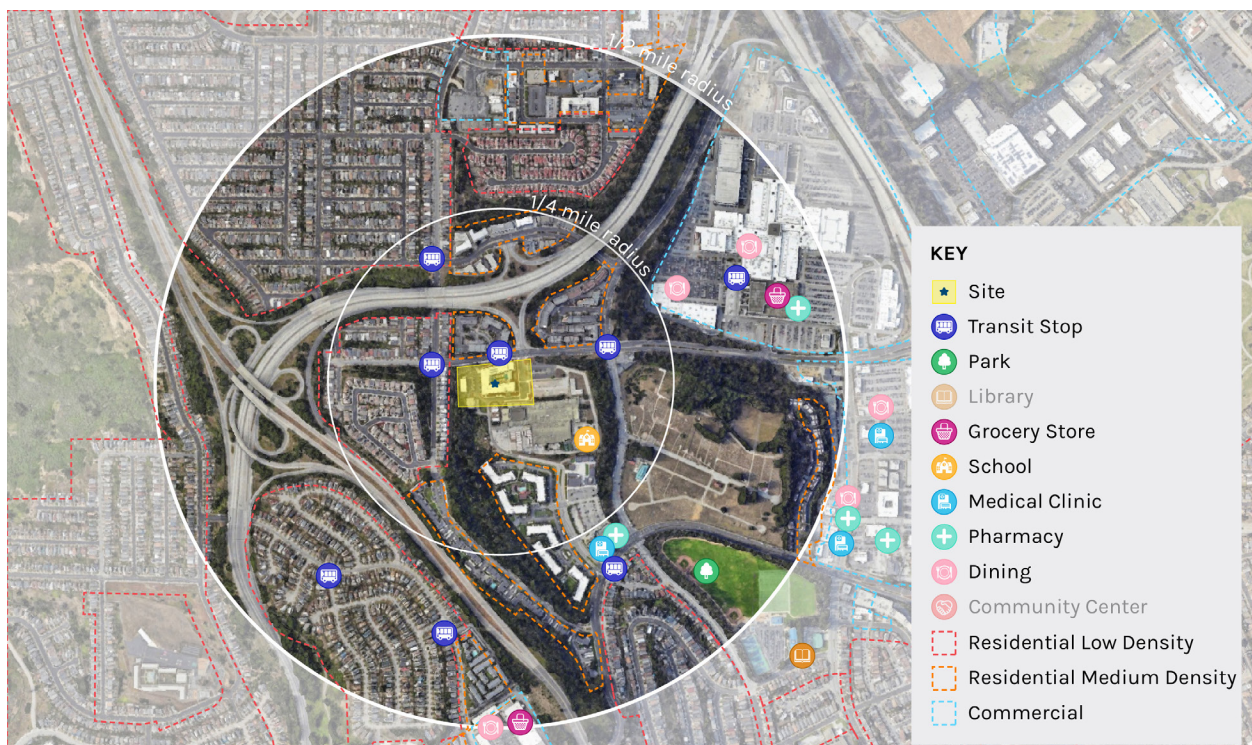 1/2 mile radius
1/4 mile radius
KEY
Site
Transit Stop
Park
Library
Grocery Store
School
Medical Clinic
Pharmacy
Dining
Community Center
Residential Low Density
Residential Medium Density
Commercial